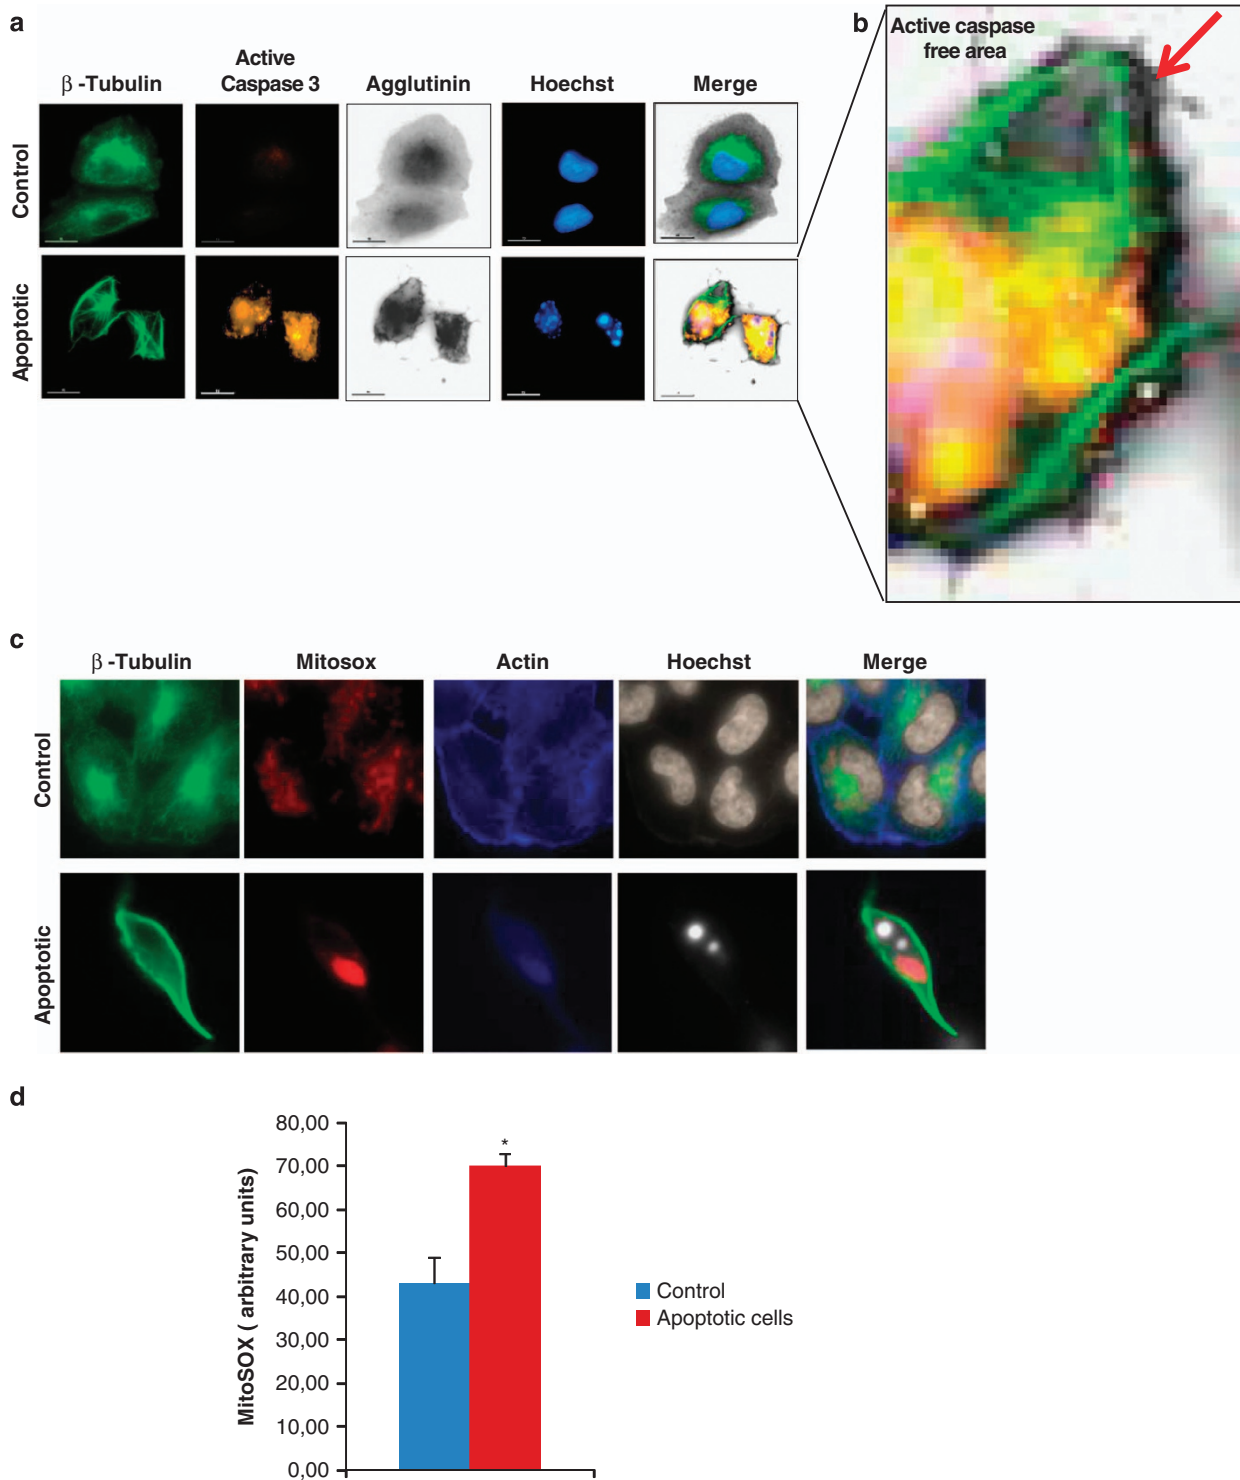 a
β -Tubulin
Active
Caspase 3
Agglutinin
Hoechst
Merge
Control
Apoptotic
b
Active caspase
free area
c
β -Tubulin
Mitosox
Actin
Hoechst
Merge
Control
Apoptotic
d
MitoSOX ( arbitrary units)
80,00
70,00
60,00
50,00
40,00
30,00
20,00
10,00
0,00
*
Control
Apoptotic cells